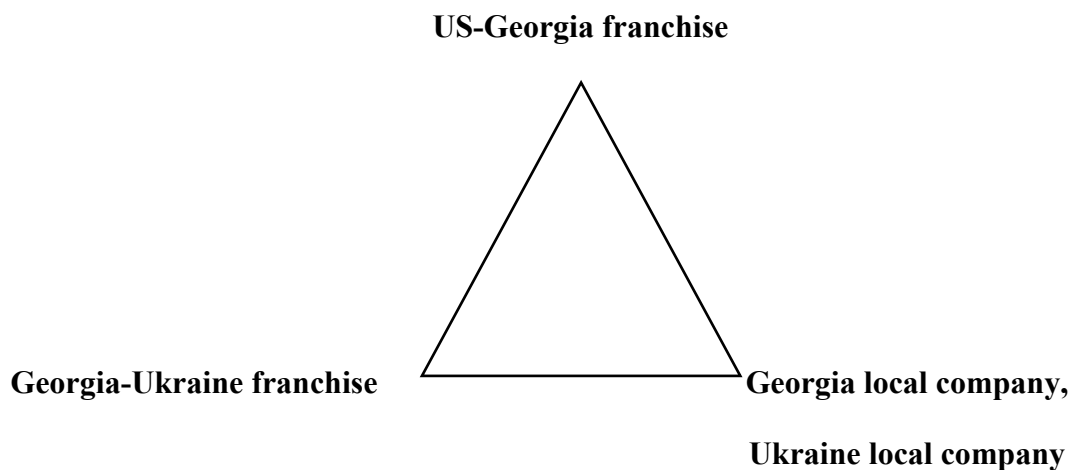 US-Georgia franchise
Georgia-Ukraine franchise
Georgia local company,
Ukraine local company